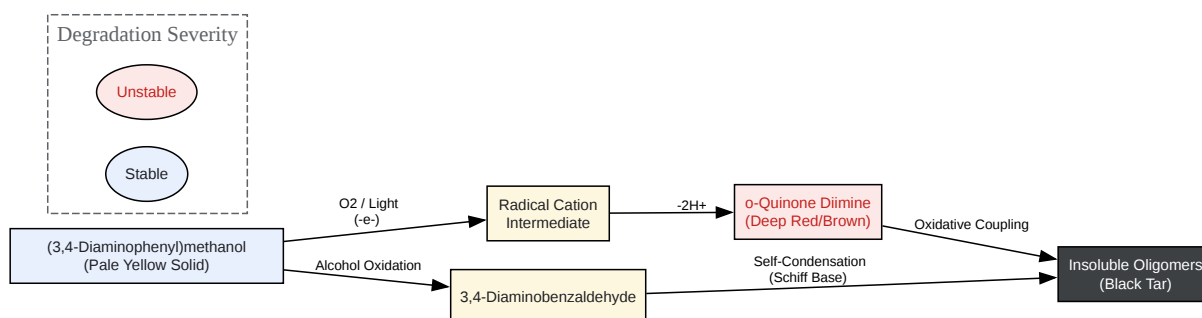 Degradation Severity
Unstable
Stable
(3,4-Diaminophenyl)methanol
(Pale Yellow Solid)
O2 / Light
(-e-)
Alcohol Oxidation
Radical Cation
Intermediate
3,4-Diaminobenzaldehyde
-2H+
o-Quinone Diimine
(Deep Red/Brown)
Self-Condensation
(Schiff Base)
Oxidative Coupling
Insoluble Oligomers
(Black Tar)